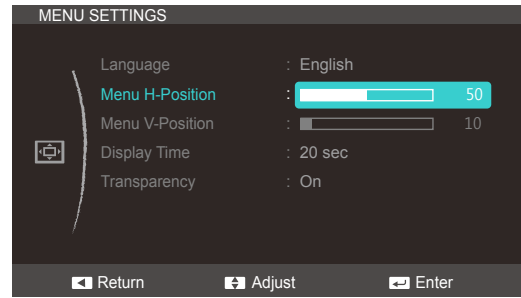 MENU SETTINGS
Language : English
Menu H-Position : 50
Menu V-Position : 10
Display Time : 20 sec
Transparency : On
Return Adjust Enter